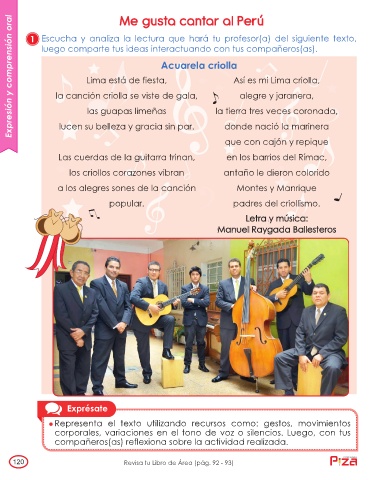 Expresión y comprensión oral
Me gusta cantar al Perú
1 Escucha y analiza la lectura que hará tu profesor(a) del siguiente texto,
luego comparte tus ideas interactuando con tus compañeros(as).
Acuarela criolla
Lima está de fiesta,
la canción criolla se viste de gala,
las guapas limeñas
lucen su belleza y gracia sin par.
Las cuerdas de la guitarra trinan,
los criollos corazones vibran
a los alegres sones de la canción
popular.
Así es mi Lima criolla,
alegre y jaranera,
la tierra tres veces coronada,
donde nació la marinera
que con cajón y repique
en los barrios del Rímac,
antaño le dieron colorido
Montes y Manrique
padres del criollismo.
Letra y música:
Manuel Raygada Ballesteros
Exprésate
• Representa el texto utilizando recursos como: gestos, movimientos
corporales, variaciones en el tono de voz o silencios. Luego, con tus
compañeros(as) reflexiona sobre la actividad realizada.
120
Revisa tu Libro de Área (pág. 92 - 93)
Piza